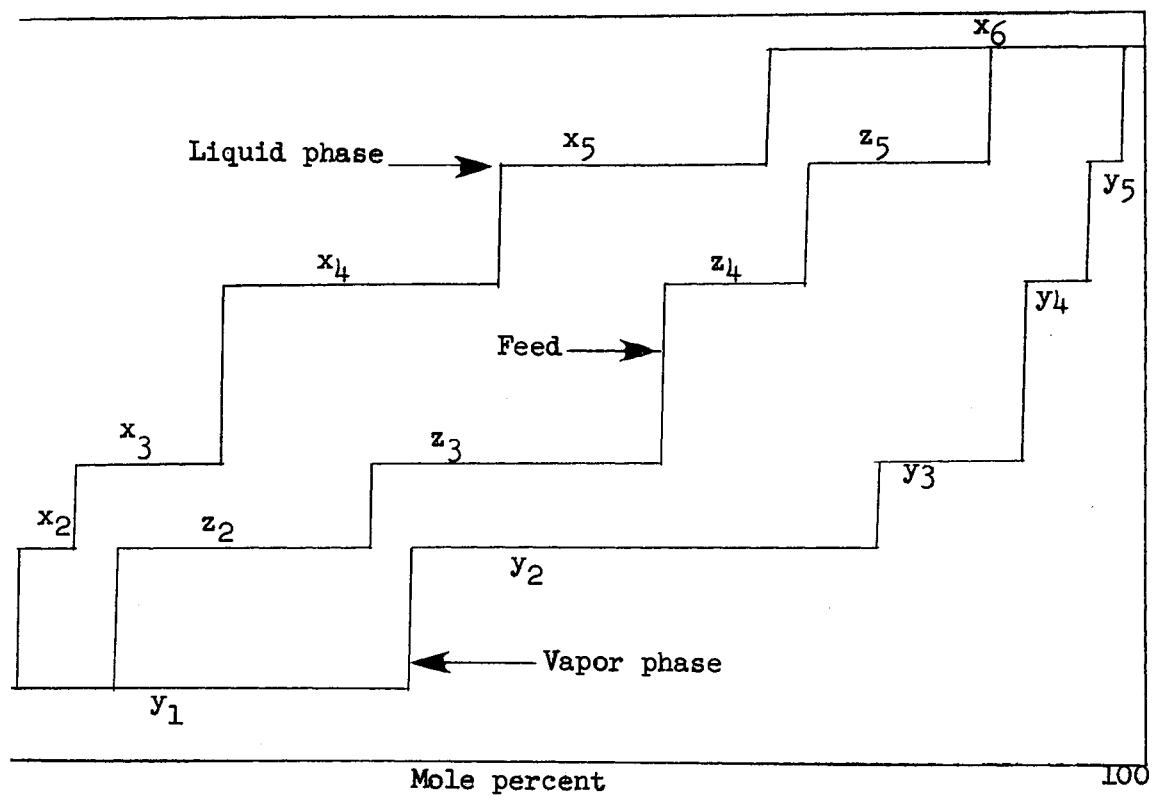 x6
Liquid phase
x5
z5
y5
x4
z4
y4
Feed
x3
z3
y3
x2
z2
y2
Vapor phase
y1
Mole percent
100